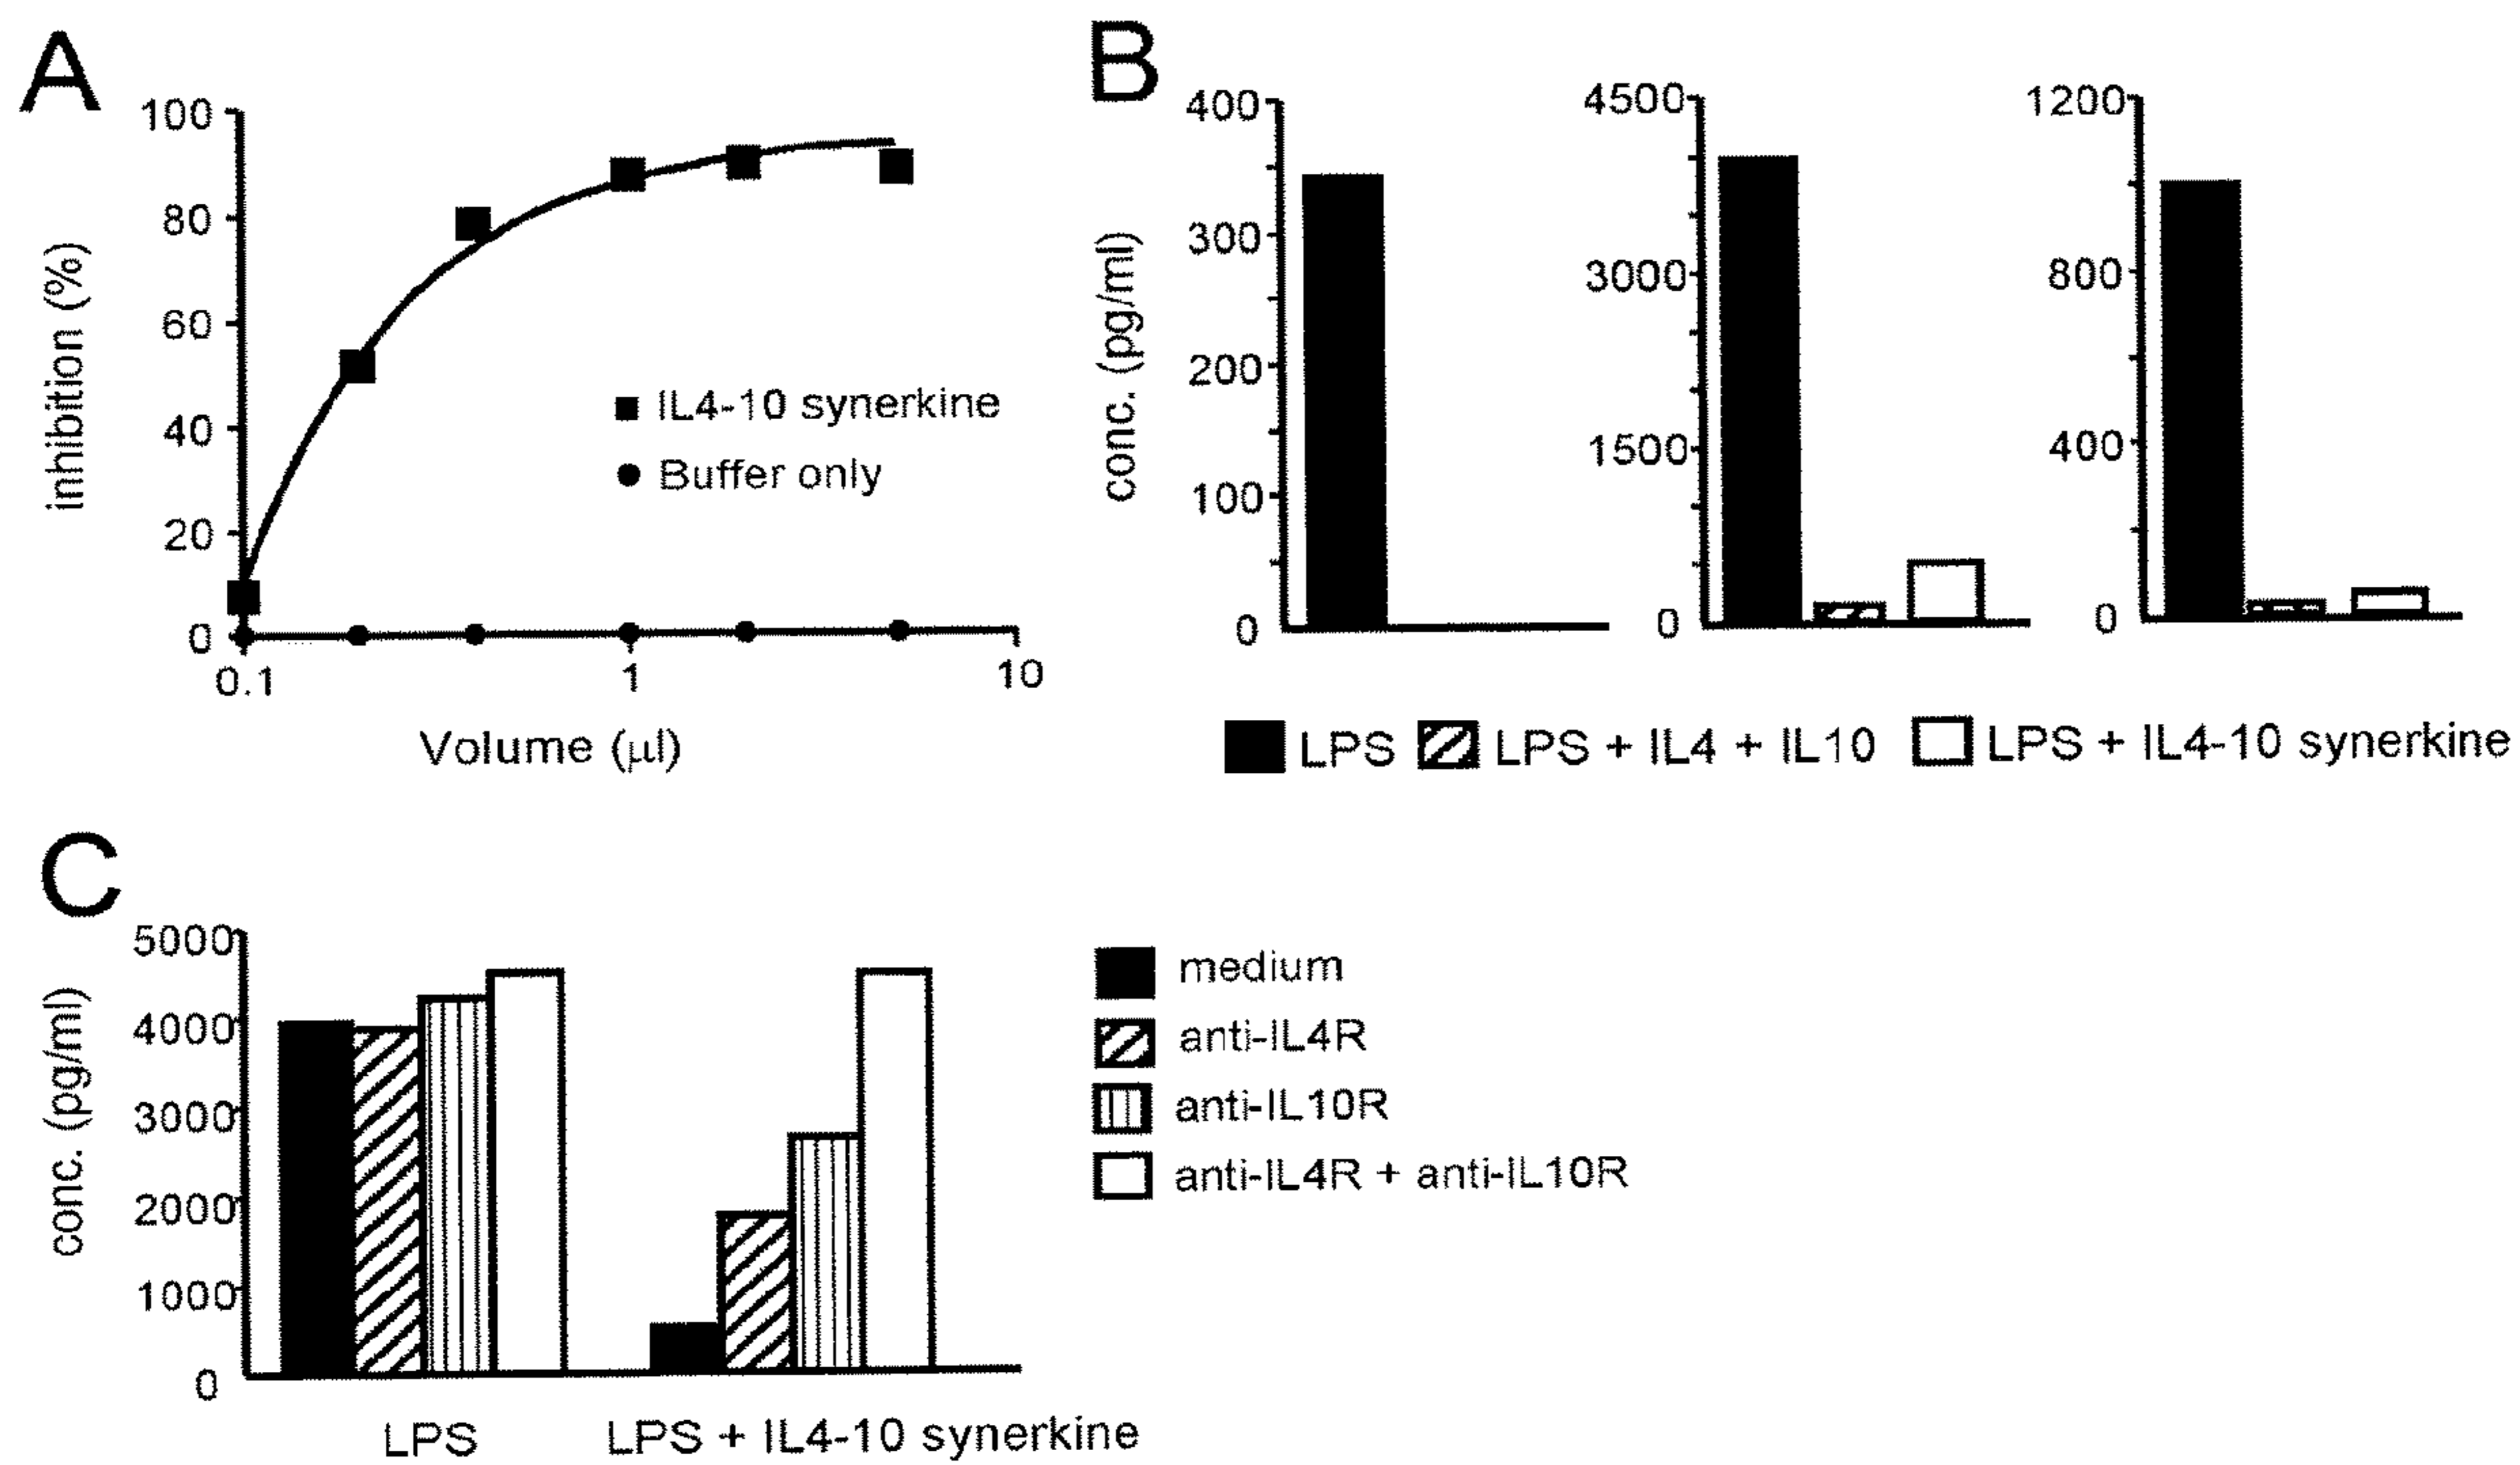 A
100
80
60
40
20
0
inhibition (%)
IL4-10 synerkine
Buffer only
0.1 1 10
Volume (µl)
B
400
300
200
100
0
conc. (pg/ml)
4500
3000
1500
0
1200
800
400
0
LPS LPS + IL4 + IL10 LPS + IL4-10 synerkine
C
5000
4000
3000
2000
1000
0
conc. (pg/ml)
LPS LPS + IL4-10 synerkine
medium
anti-IL4R
anti-IL10R
anti-IL4R + anti-IL10R